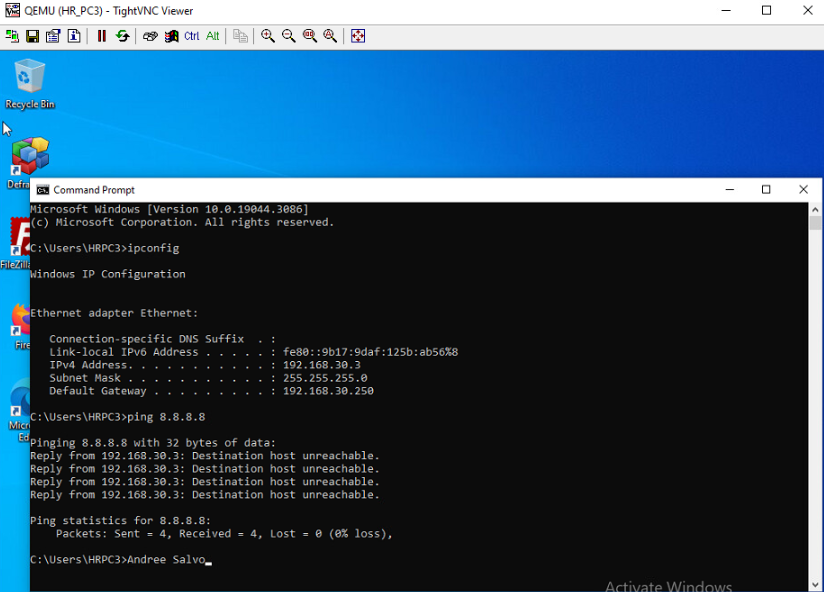 QEMU (HR_PC3) - TightVNC Viewer
Ctrl Alt
Recycle Bin
Defra
Command Prompt
Microsoft Windows [Version 10.0.19044.3086]
(c) Microsoft Corporation. All rights reserved.
C:\Users\HRPC3>ipconfig
FileZill
Windows IP Configuration
Ethernet adapter Ethernet:
Fire
Connection-specific DNS Suffix . :
Link-local IPv6 Address . . . . . : fe80::9b17:9daf:125b:ab56%8
IPv4 Address. . . . . . . . . . . : 192.168.30.3
Subnet Mask . . . . . . . . . . . : 255.255.255.0
Default Gateway . . . . . . . . . : 192.168.30.250
C:\Users\HRPC3>ping 8.8.8.8
Micr
Ed
Pinging 8.8.8.8 with 32 bytes of data:
Reply from 192.168.30.3: Destination host unreachable.
Reply from 192.168.30.3: Destination host unreachable.
Reply from 192.168.30.3: Destination host unreachable.
Reply from 192.168.30.3: Destination host unreachable.
Ping statistics for 8.8.8.8:
Packets: Sent = 4, Received = 4, Lost = 0 (0% loss),
C:\Users\HRPC3>Andree Salvo_
Activate Windows